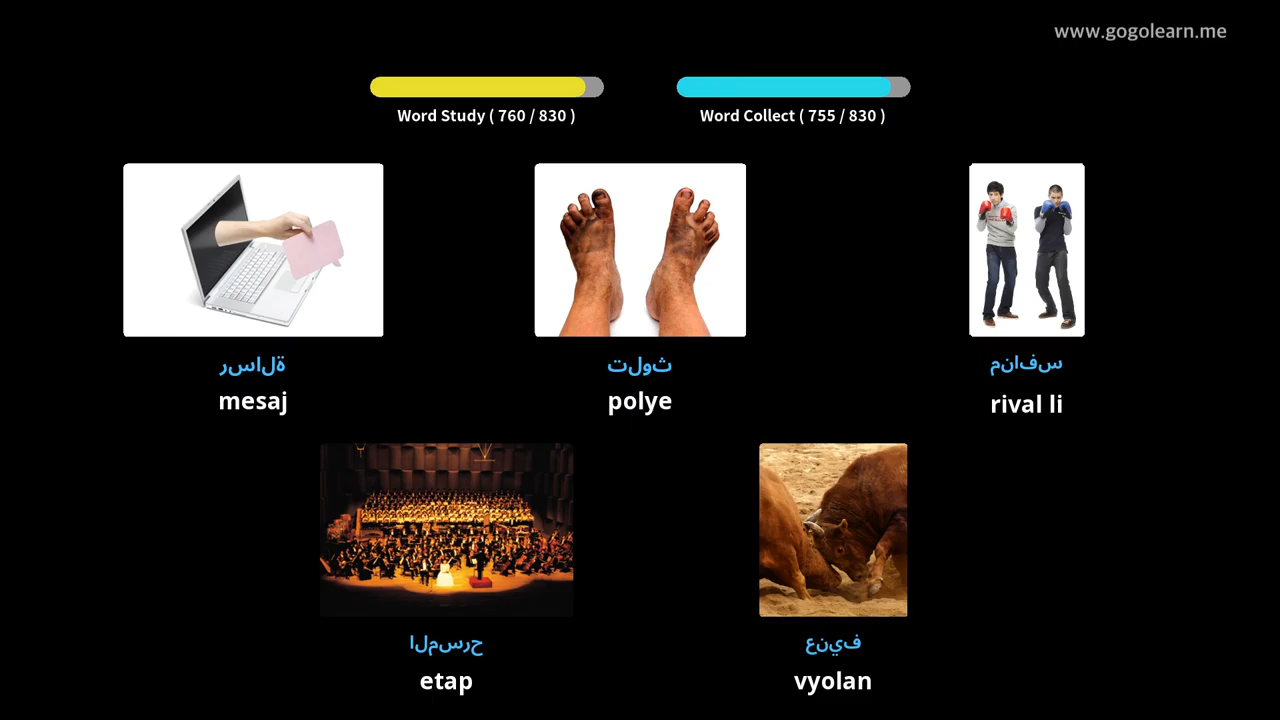 www.gogolearn.me
Word Study ( 760 / 830 )
Word Collect ( 755 / 830 )
رسالة
mesaj
تلوث
polye
منافس
rival li
المسرح
etap
عنيف
vyolan